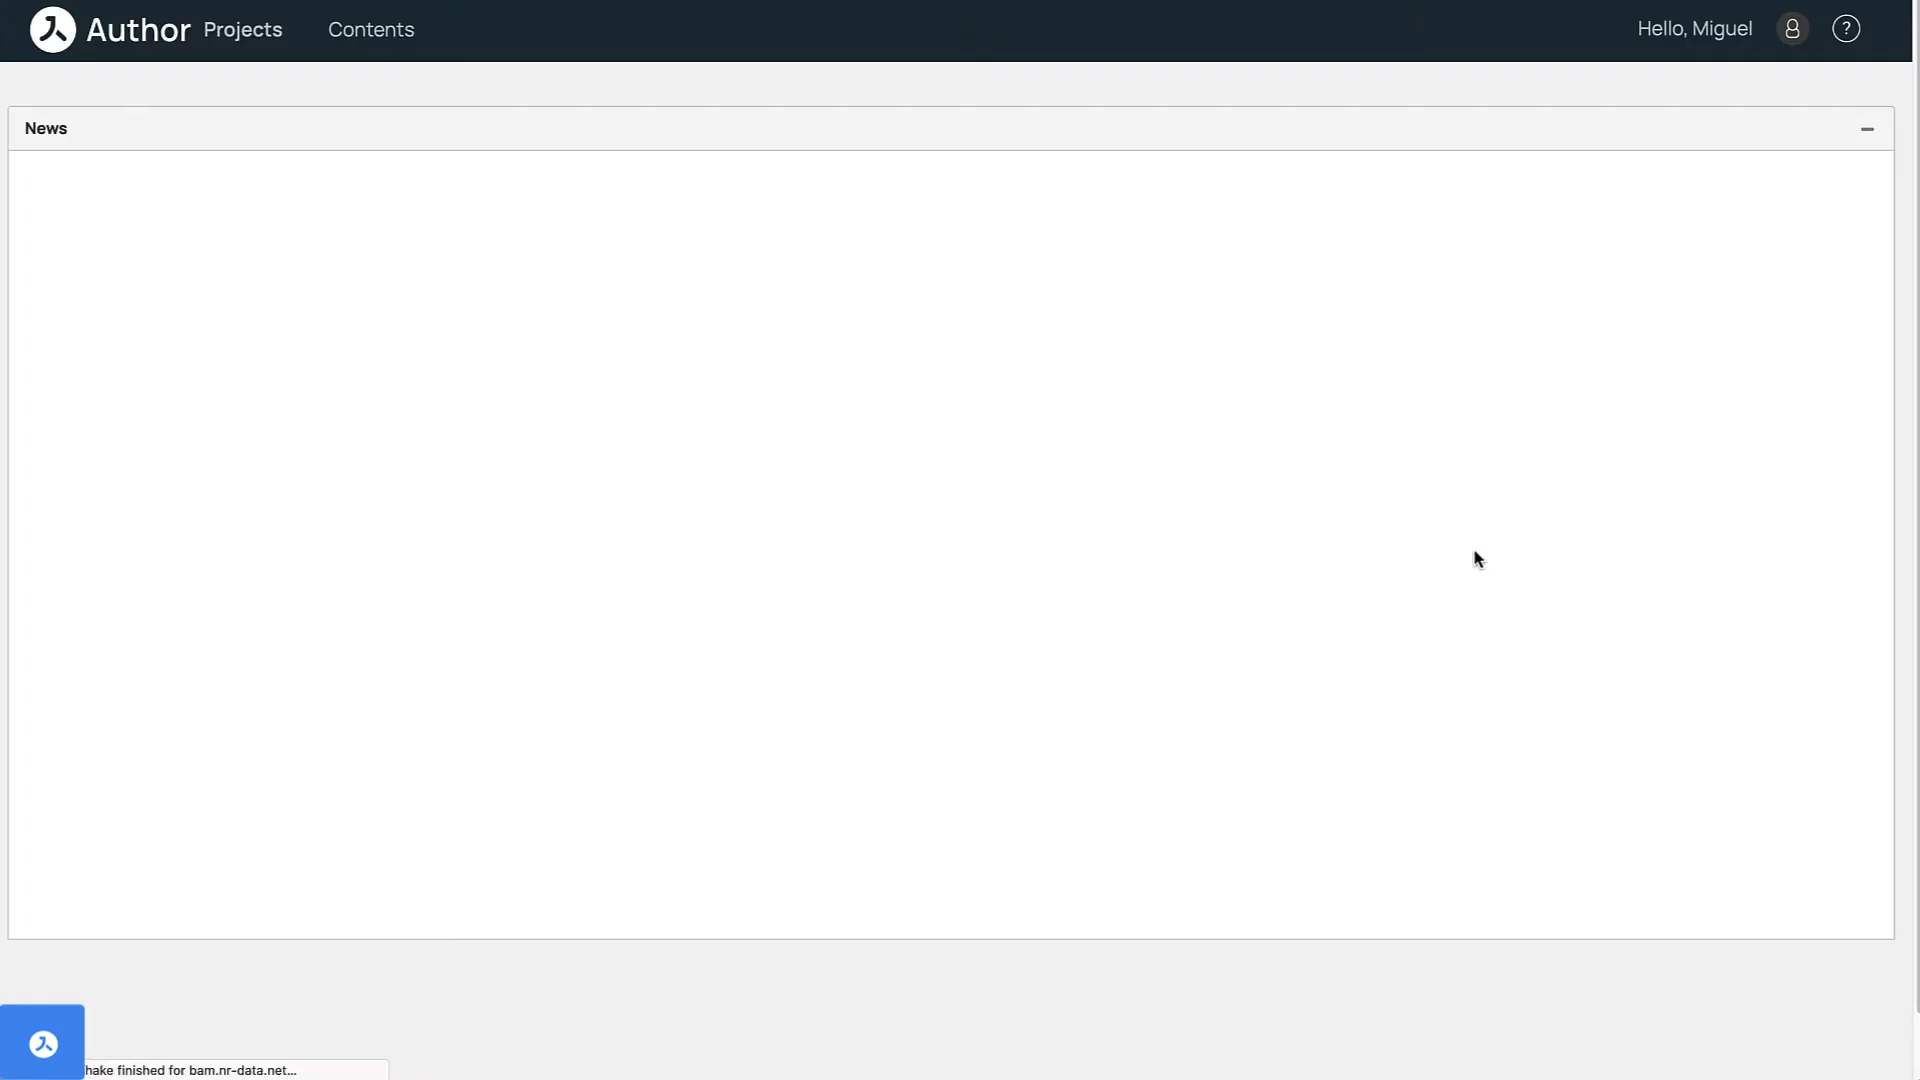 Author Projects Contents Hello, Miguel ?
News
hake finished for bam.nr-data.net...